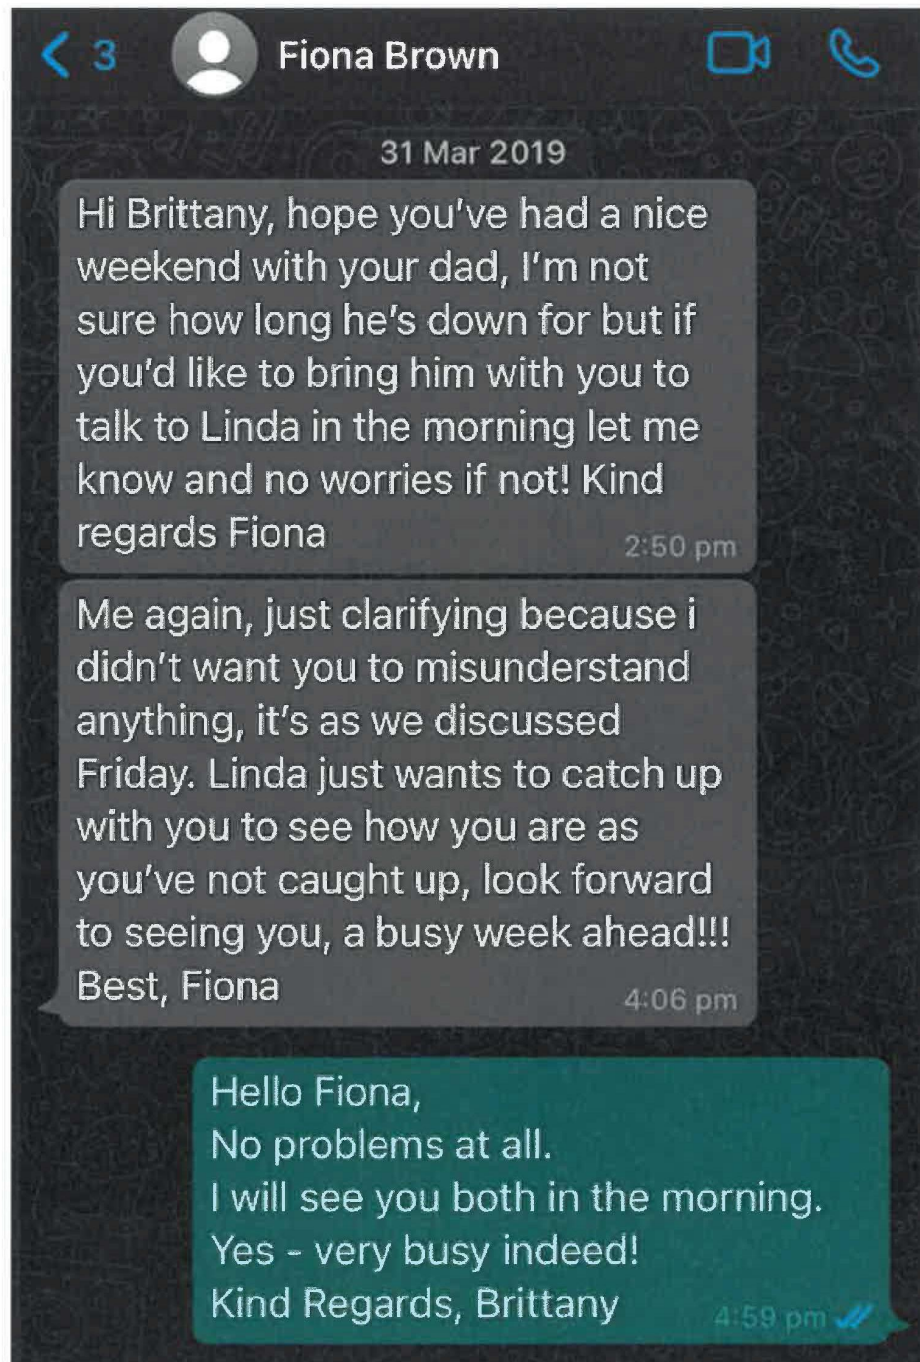 3 Fiona Brown
31 Mar 2019
Hi Brittany, hope you've had a nice
weekend with your dad, I'm not
sure how long he's down for but if
you'd like to bring him with you to
talk to Linda in the morning let me
know and no worries if not! Kind
regards Fiona
2:50 pm
Me again, just clarifying because i
didn't want you to misunderstand
anything, it's as we discussed
Friday. Linda just wants to catch up
with you to see how you are as
you've not caught up, look forward
to seeing you, a busy week ahead!!!
Best, Fiona
4:06 pm
Hello Fiona,
No problems at all.
I will see you both in the morning.
Yes - very busy indeed!
Kind Regards, Brittany
4:59 pm